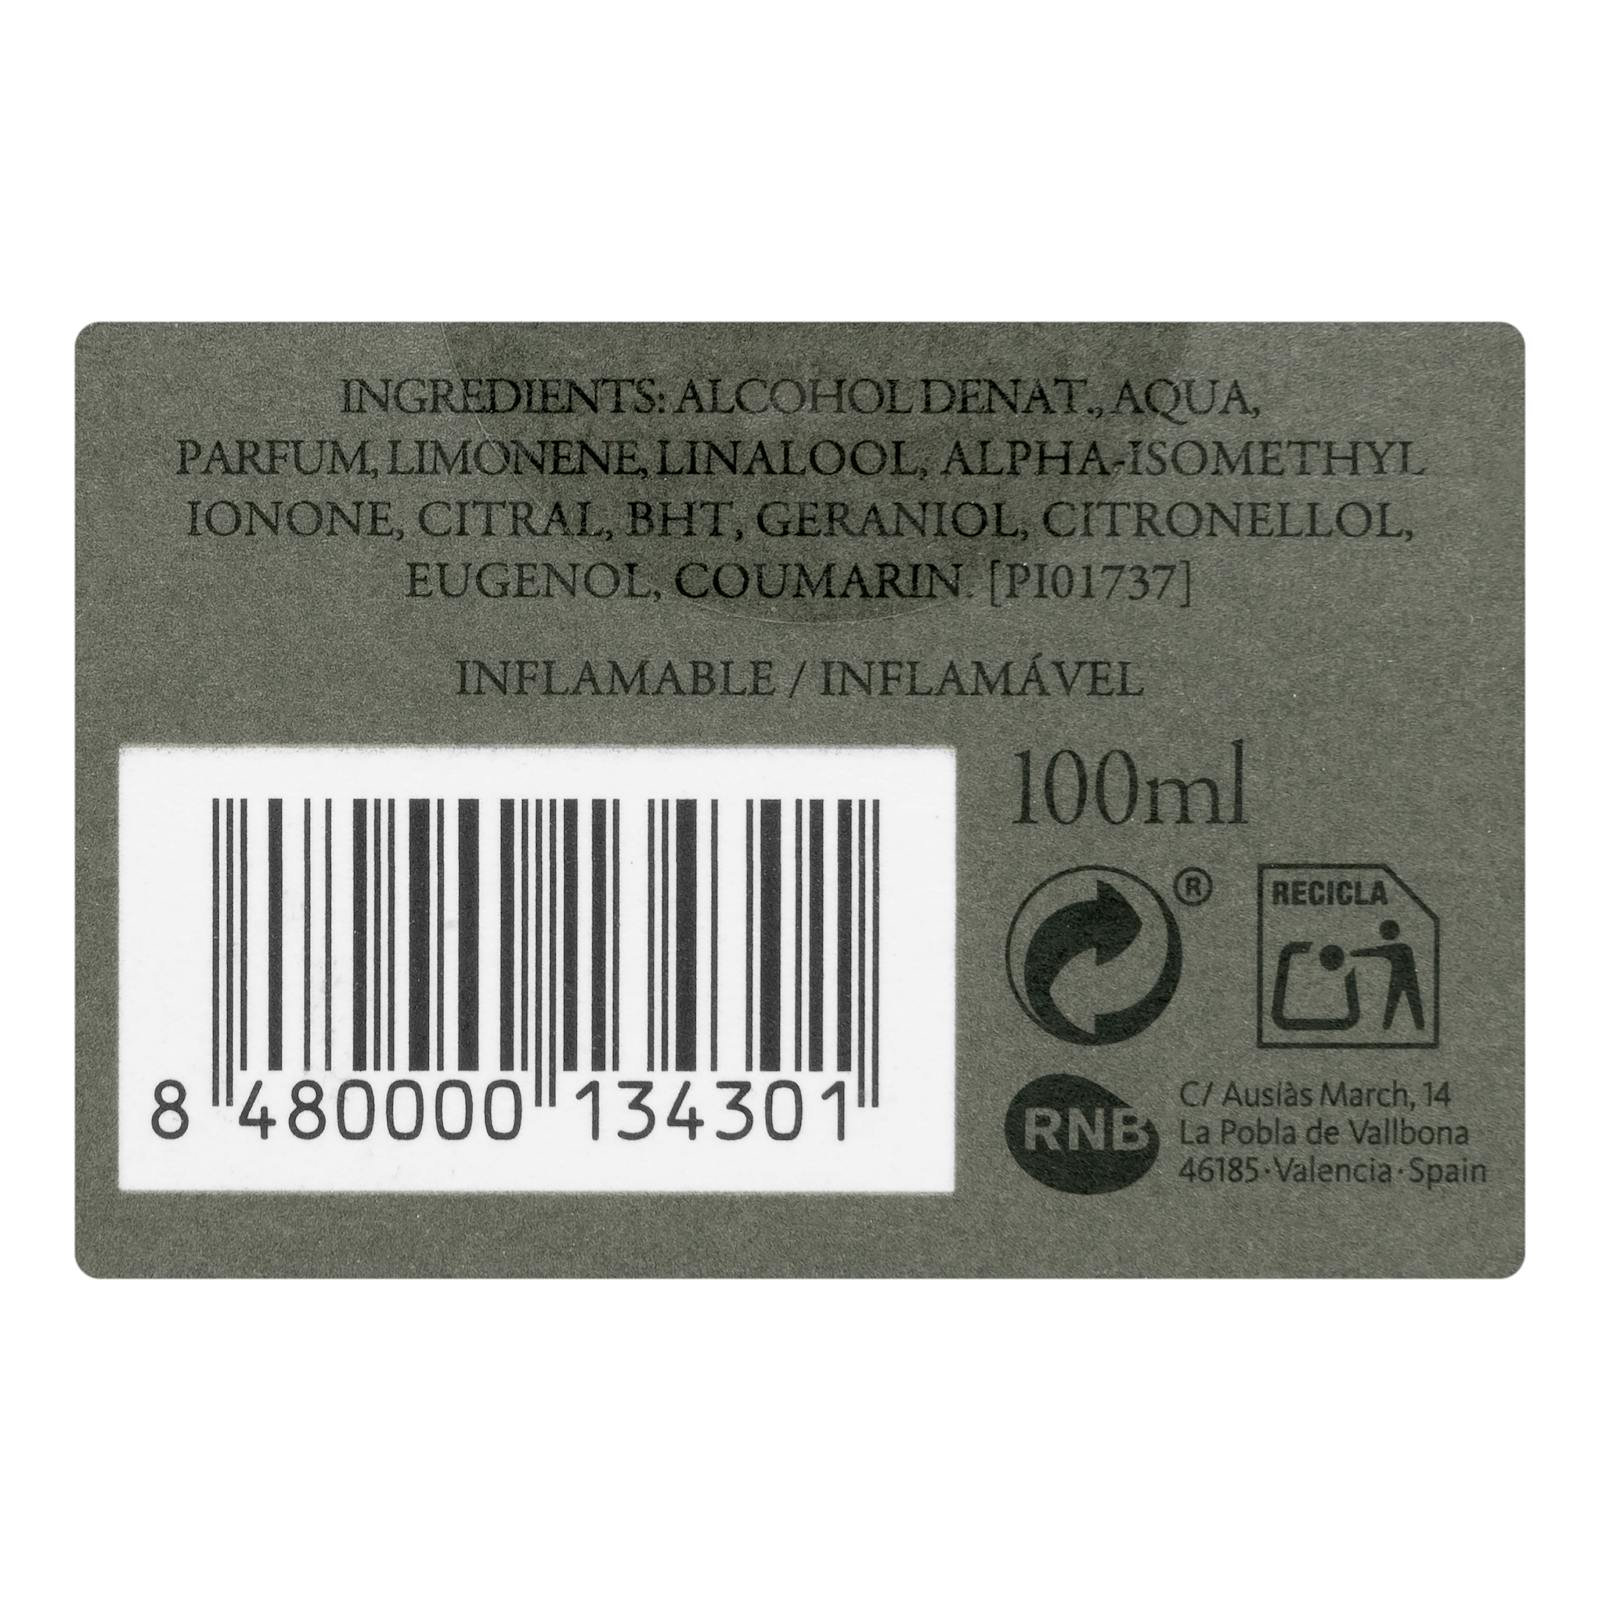 INGREDIENTS: ALCOHOL DENAT., AQUA,
PARFUM, LIMONENE, LINALOOL, ALPHA-ISOMETHYL
IONONE, CITRAL, BHT, GERANIOL, CITRONELLOL,
EUGENOL, COUMARIN. [PI01737]
INFLAMABLE / INFLAMÁVEL
100ml
®
RECICLA
8 480000 134301
RNB
C/ Ausiàs March, 14
La Pobla de Vallbona
46185·Valencia·Spain